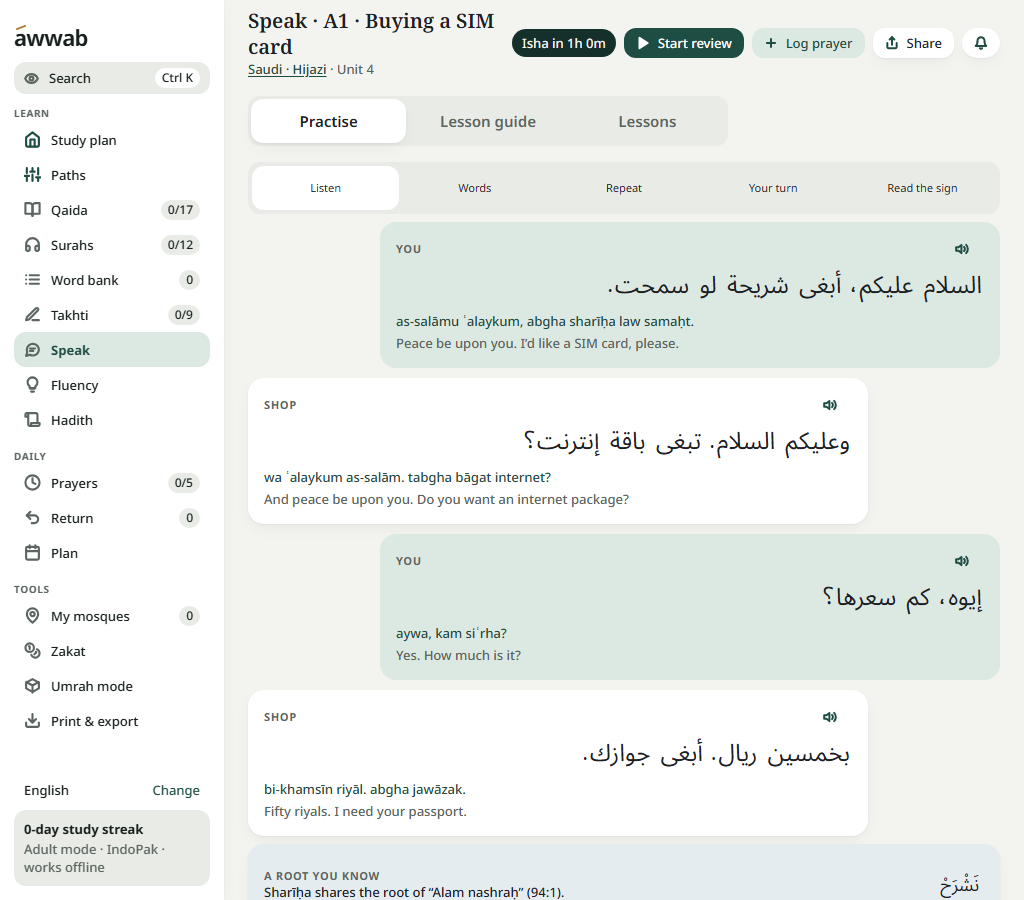 awwab
Search
Ctrl K
LEARN
Study plan
Paths
Qaida 0/17
Surahs 0/12
Word bank 0
Takhti 0/9
Speak
Fluency
Hadith
DAILY
Prayers 0/5
Return 0
Plan
TOOLS
My mosques 0
Zakat
Umrah mode
Print & export
English Change
0-day study streak
Adult mode · IndoPak ·
works offline
Speak · A1 · Buying a SIM
card
Saudi · Hijazi · Unit 4
Isha in 1h 0m
Start review
Log prayer
Share
Practise
Lesson guide
Lessons
Listen
Words
Repeat
Your turn
Read the sign
YOU
السلام عليكم، أبغى شريحة لو سمحت.
as-salāmu ʿalaykum, abgha sharīḥa law samaḥt.
Peace be upon you. I’d like a SIM card, please.
SHOP
وعليكم السلام. تبغى باقة إنترنت؟
wa ʿalaykum as-salām. tabgha bāgat internet?
And peace be upon you. Do you want an internet package?
YOU
إيوه، كم سعرها؟
aywa, kam siʿrha?
Yes. How much is it?
SHOP
بخمسين ريال. أبغى جوازك.
bi-khamsīn riyāl. abgha jawāzak.
Fifty riyals. I need your passport.
A ROOT YOU KNOW
Sharīḥa shares the root of “Alam nashraḥ” (94:1).
نَشْرَحْ